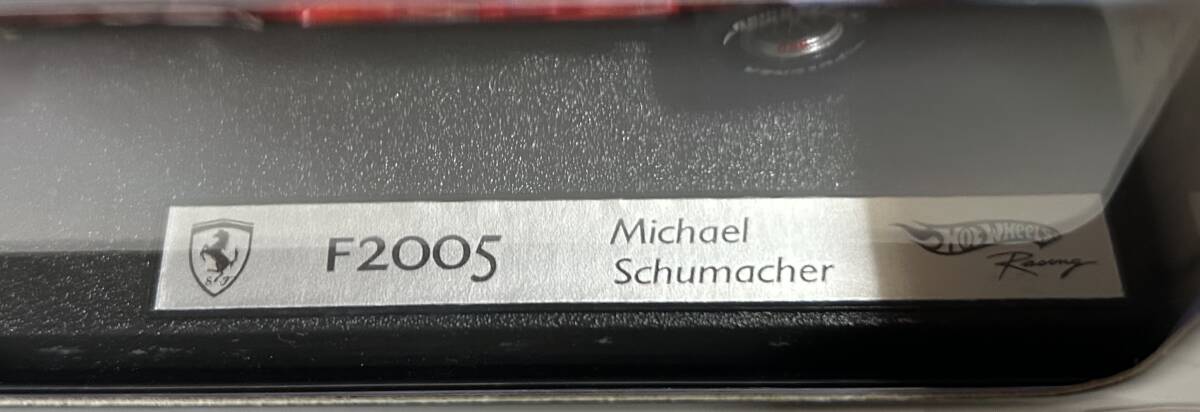 S F
F2005
Michael
Schumacher
Hot Wheels
Racing